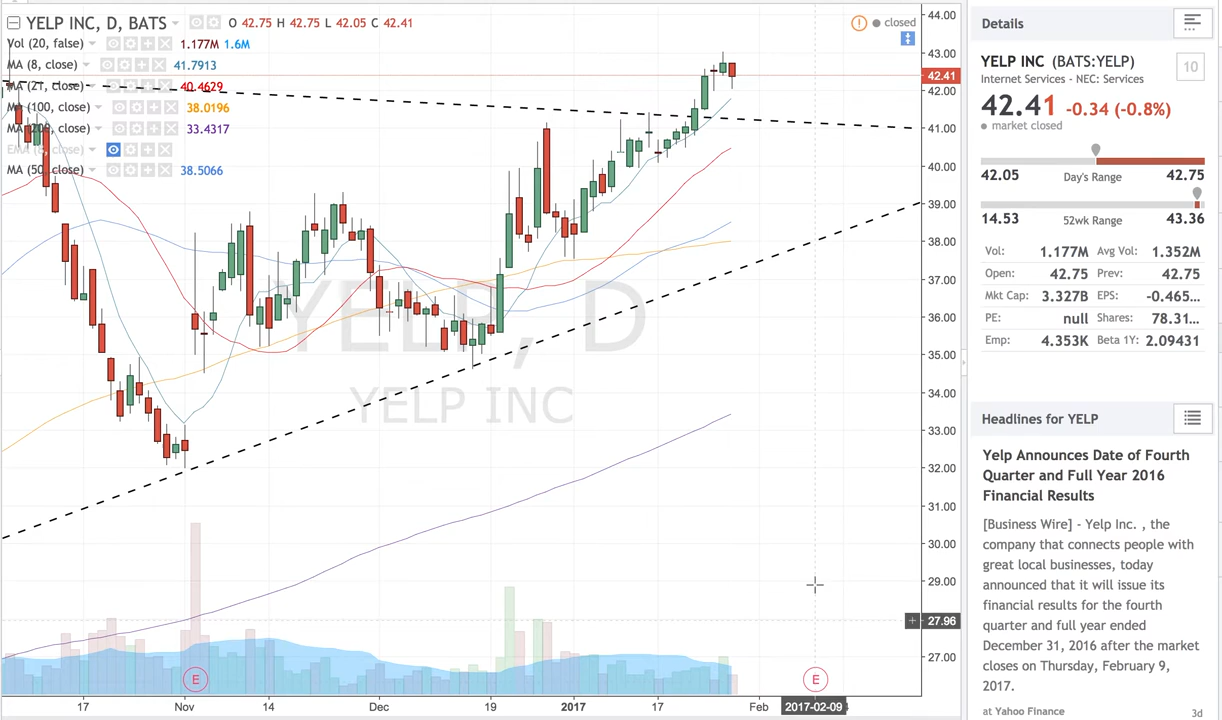 YELP INC, D, BATS O 42.75 H 42.75 L 42.05 C 42.41
closed
Vol (20, false) 1.177M 1.6M
MA (8, close) 41.7913
MA (21, close) 40.4629
MA (100, close) 38.0196
MA (200, close) 33.4317
EMA (8, close)
MA (50, close) 38.5066
YELP, D
YELP INC
E
E
44.00
43.00
42.41
42.00
41.00
40.00
39.00
38.00
37.00
36.00
35.00
34.00
33.00
32.00
31.00
30.00
29.00
27.96
27.00
17 Nov 14 Dec 19 2017 17 Feb 2017-02-09
Details
YELP INC (BATS:YELP)
10
Internet Services - NEC: Services
42.41 -0.34 (-0.8%)
market closed
42.05 Day's Range 42.75
14.53 52wk Range 43.36
Vol: 1.177M Avg Vol: 1.352M
Open: 42.75 Prev: 42.75
Mkt Cap: 3.327B EPS: -0.465...
PE: null Shares: 78.31...
Emp: 4.353K Beta 1Y: 2.09431
Headlines for YELP
Yelp Announces Date of Fourth
Quarter and Full Year 2016
Financial Results
[Business Wire] - Yelp Inc. , the
company that connects people with
great local businesses, today
announced that it will issue its
financial results for the fourth
quarter and full year ended
December 31, 2016 after the market
closes on Thursday, February 9,
2017.
at Yahoo Finance 3d